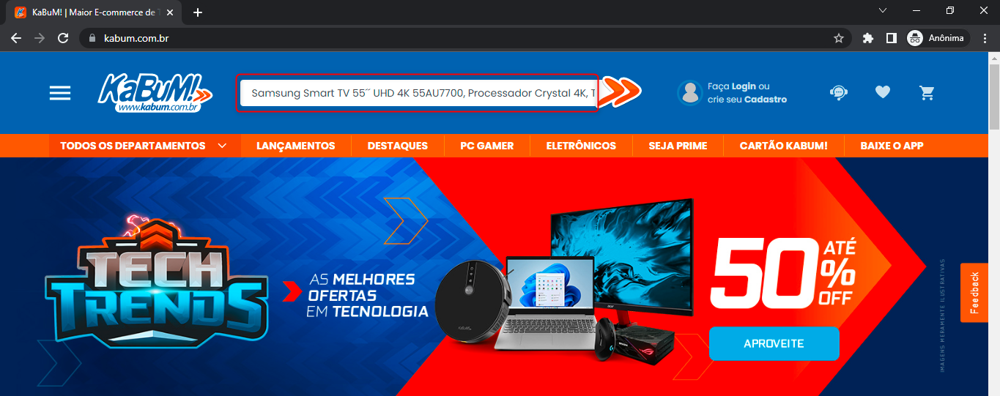 KaBuM! | Maior E-commerce de T
kabum.com.br
Anônima
KaBuM!
www.kabum.com.br
Samsung Smart TV 55´´ UHD 4K 55AU7700, Processador Crystal 4K, T
Faça Login ou
crie seu Cadastro
TODOS OS DEPARTAMENTOS
LANÇAMENTOS
DESTAQUES
PC GAMER
ELETRÔNICOS
SEJA PRIME
CARTÃO KABUM!
BAIXE O APP
TECH
TRENDS
AS MELHORES
OFERTAS
EM TECNOLOGIA
50
ATÉ
%
OFF
APROVEITE
IMAGENS MERAMENTE ILUSTRATIVAS
Feedback